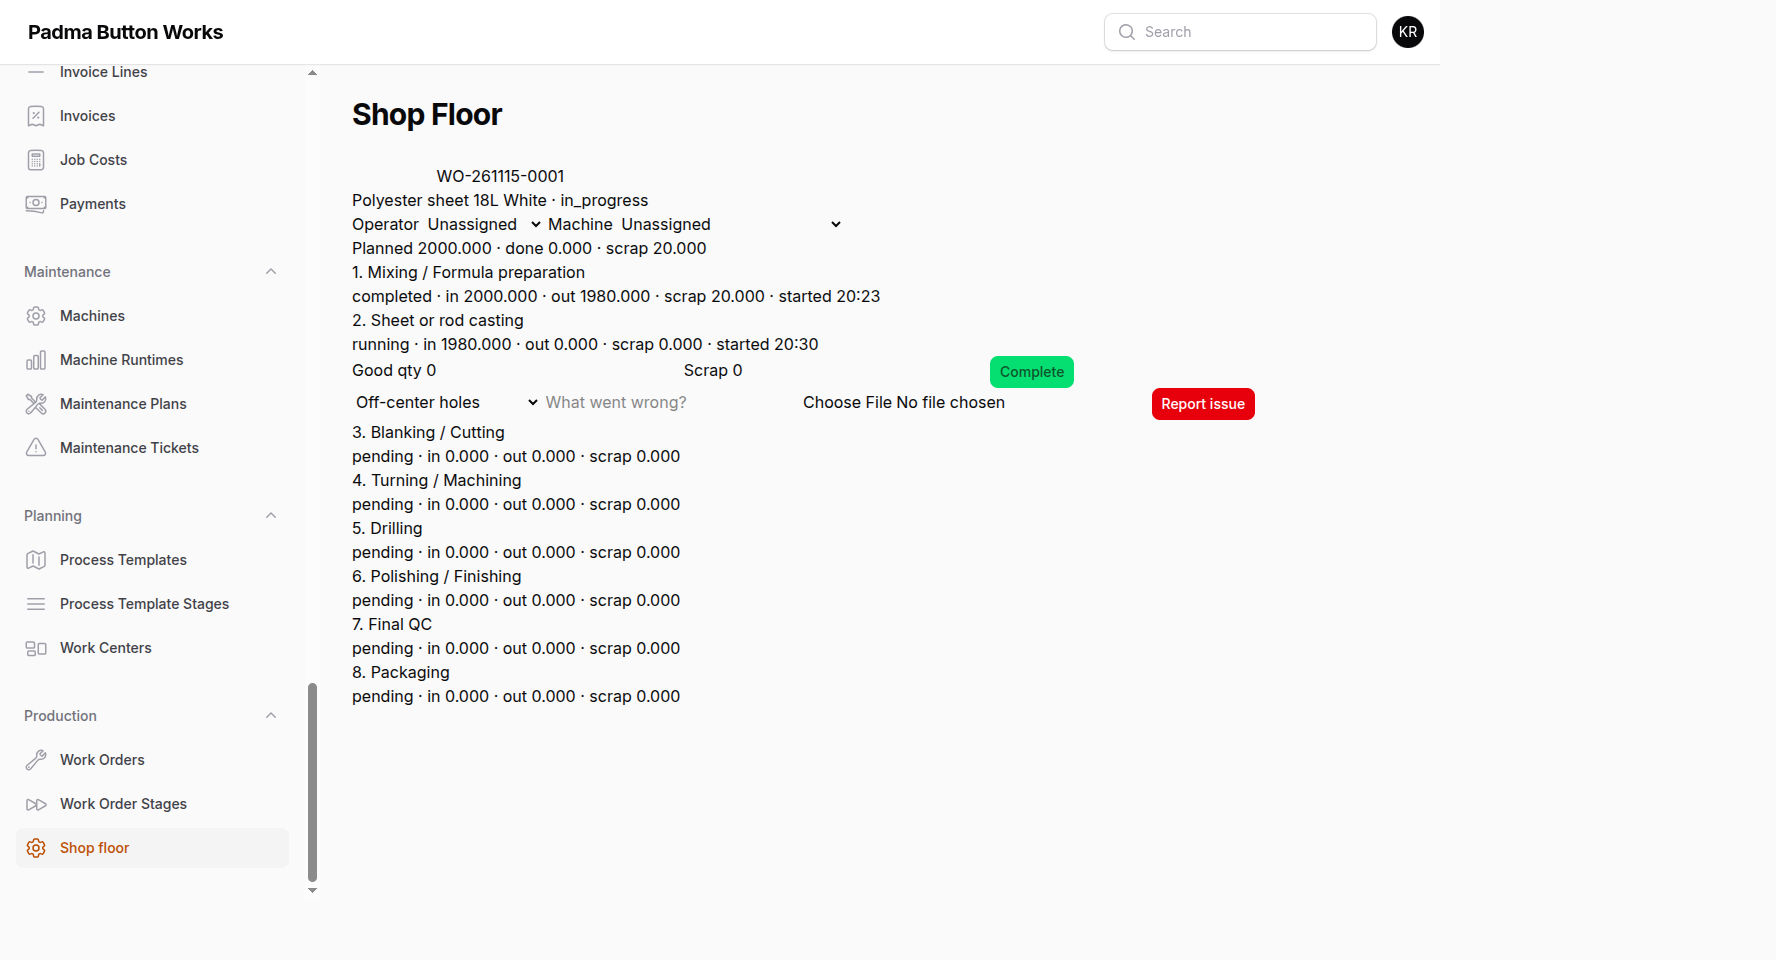 Padma Button Works
Search
KR
Invoice Lines
Invoices
Job Costs
Payments
Maintenance
Machines
Machine Runtimes
Maintenance Plans
Maintenance Tickets
Planning
Process Templates
Process Template Stages
Work Centers
Production
Work Orders
Work Order Stages
Shop floor
Shop Floor
WO-261115-0001
Polyester sheet 18L White · in_progress
Operator Unassigned Machine Unassigned
Planned 2000.000 · done 0.000 · scrap 20.000
1. Mixing / Formula preparation
completed · in 2000.000 · out 1980.000 · scrap 20.000 · started 20:23
2. Sheet or rod casting
running · in 1980.000 · out 0.000 · scrap 0.000 · started 20:30
Good qty 0 Scrap 0 Complete
Off-center holes What went wrong? Choose File No file chosen Report issue
3. Blanking / Cutting
pending · in 0.000 · out 0.000 · scrap 0.000
4. Turning / Machining
pending · in 0.000 · out 0.000 · scrap 0.000
5. Drilling
pending · in 0.000 · out 0.000 · scrap 0.000
6. Polishing / Finishing
pending · in 0.000 · out 0.000 · scrap 0.000
7. Final QC
pending · in 0.000 · out 0.000 · scrap 0.000
8. Packaging
pending · in 0.000 · out 0.000 · scrap 0.000